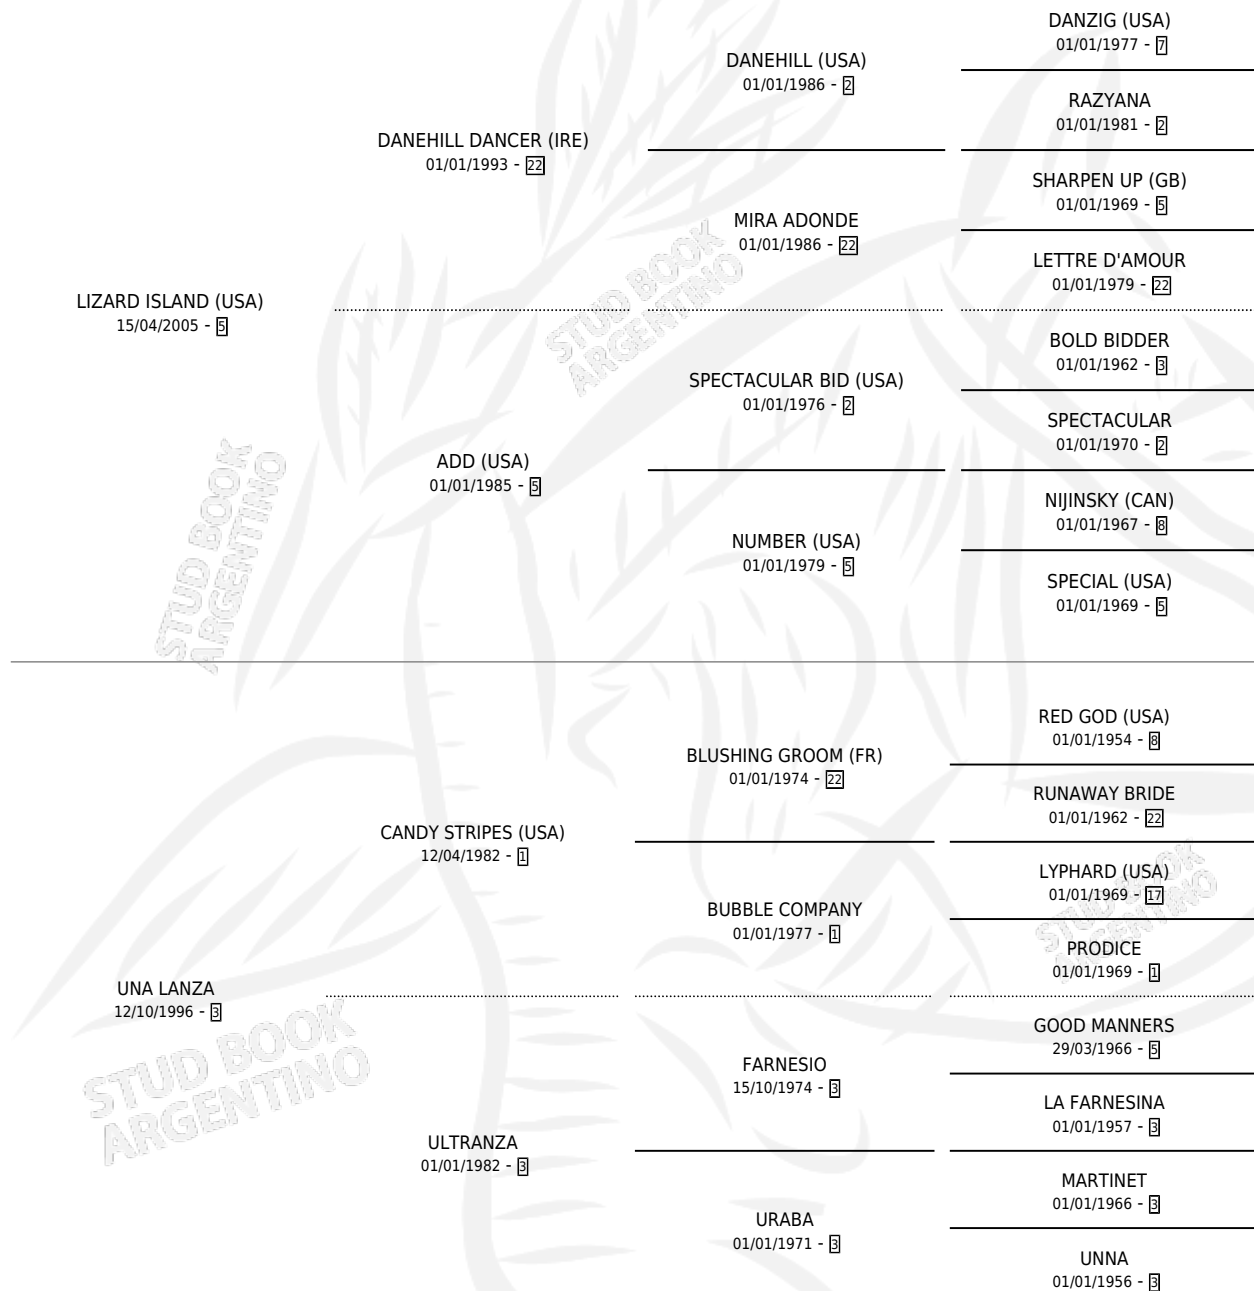 DANZIG (USA)
01/01/1977 - 7
DANEHILL (USA)
01/01/1986 - 2
RAZYANA
01/01/1981 - 2
DANEHILL DANCER (IRE)
01/01/1993 - 22
SHARPEN UP (GB)
01/01/1969 - 5
MIRA ADONDE
01/01/1986 - 22
LETTRE D'AMOUR
01/01/1979 - 22
LIZARD ISLAND (USA)
15/04/2005 - 5
BOLD BIDDER
01/01/1962 - 3
SPECTACULAR BID (USA)
01/01/1976 - 2
SPECTACULAR
01/01/1970 - 2
ADD (USA)
01/01/1985 - 5
NIJINSKY (CAN)
01/01/1967 - 8
NUMBER (USA)
01/01/1979 - 5
SPECIAL (USA)
01/01/1969 - 5
RED GOD (USA)
01/01/1954 - 8
BLUSHING GROOM (FR)
01/01/1974 - 22
RUNAWAY BRIDE
01/01/1962 - 22
CANDY STRIPES (USA)
12/04/1982 - 1
LYPHARD (USA)
01/01/1969 - 17
BUBBLE COMPANY
01/01/1977 - 1
PRODICE
01/01/1969 - 1
UNA LANZA
12/10/1996 - 3
GOOD MANNERS
29/03/1966 - 5
FARNESIO
15/10/1974 - 3
LA FARNESINA
01/01/1957 - 3
ULTRANZA
01/01/1982 - 3
MARTINET
01/01/1966 - 3
URABA
01/01/1971 - 3
UNNA
01/01/1956 - 3
STUD BOOK
ARGENTINO
STUD BOOK
ARGENTINO
STUD BOOK
ARGENTINO
STUD BOOK
ARGENTINO